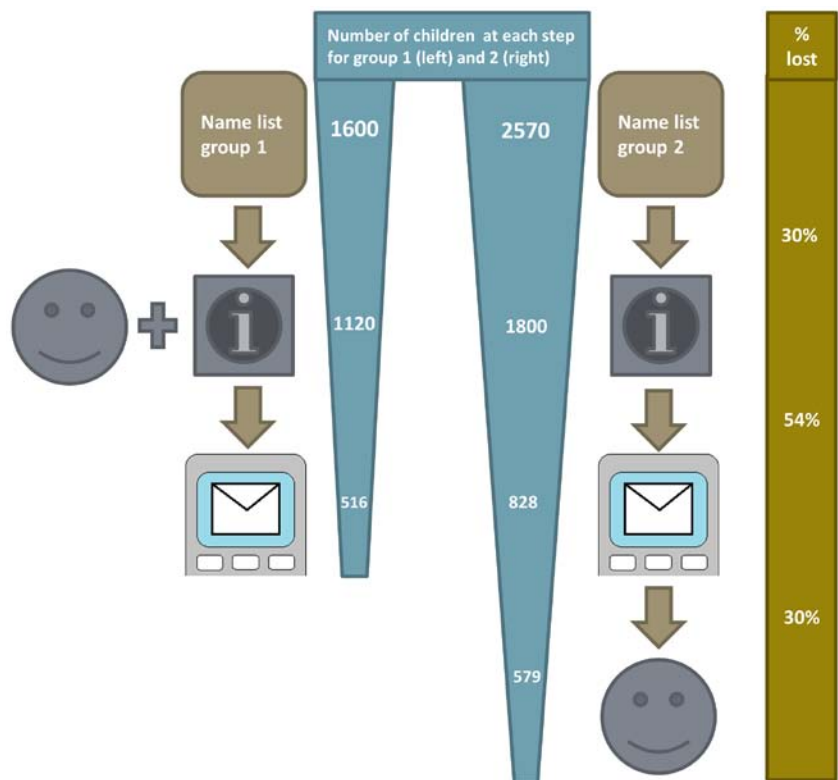 Number of children at each step
for group 1 (left) and 2 (right)
%
lost
Name list
group 1
1600
2570
Name list
group 2
30%
i
1120
1800
i
54%
516
828
30%
579